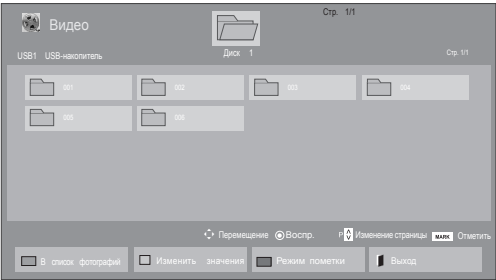 Стр. 1/1
Видео
USB1 USB-накопитель
Диск 1
Стр. 1/1
001 002 003 004
005 006
Перемещение Воспр. P Изменение страницы MARK Отметить
В список фотографий Изменить значения Режим пометки Выход